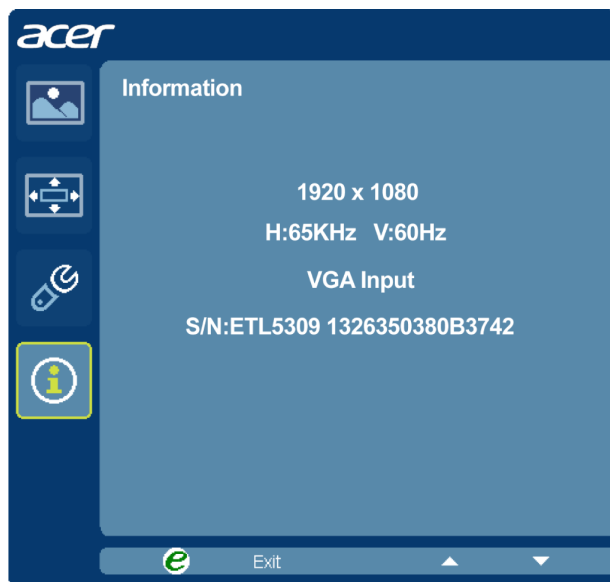 acer
Information
1920 x 1080
H:65KHz V:60Hz
VGA Input
S/N:ETL5309 1326350380B3742
e Exit